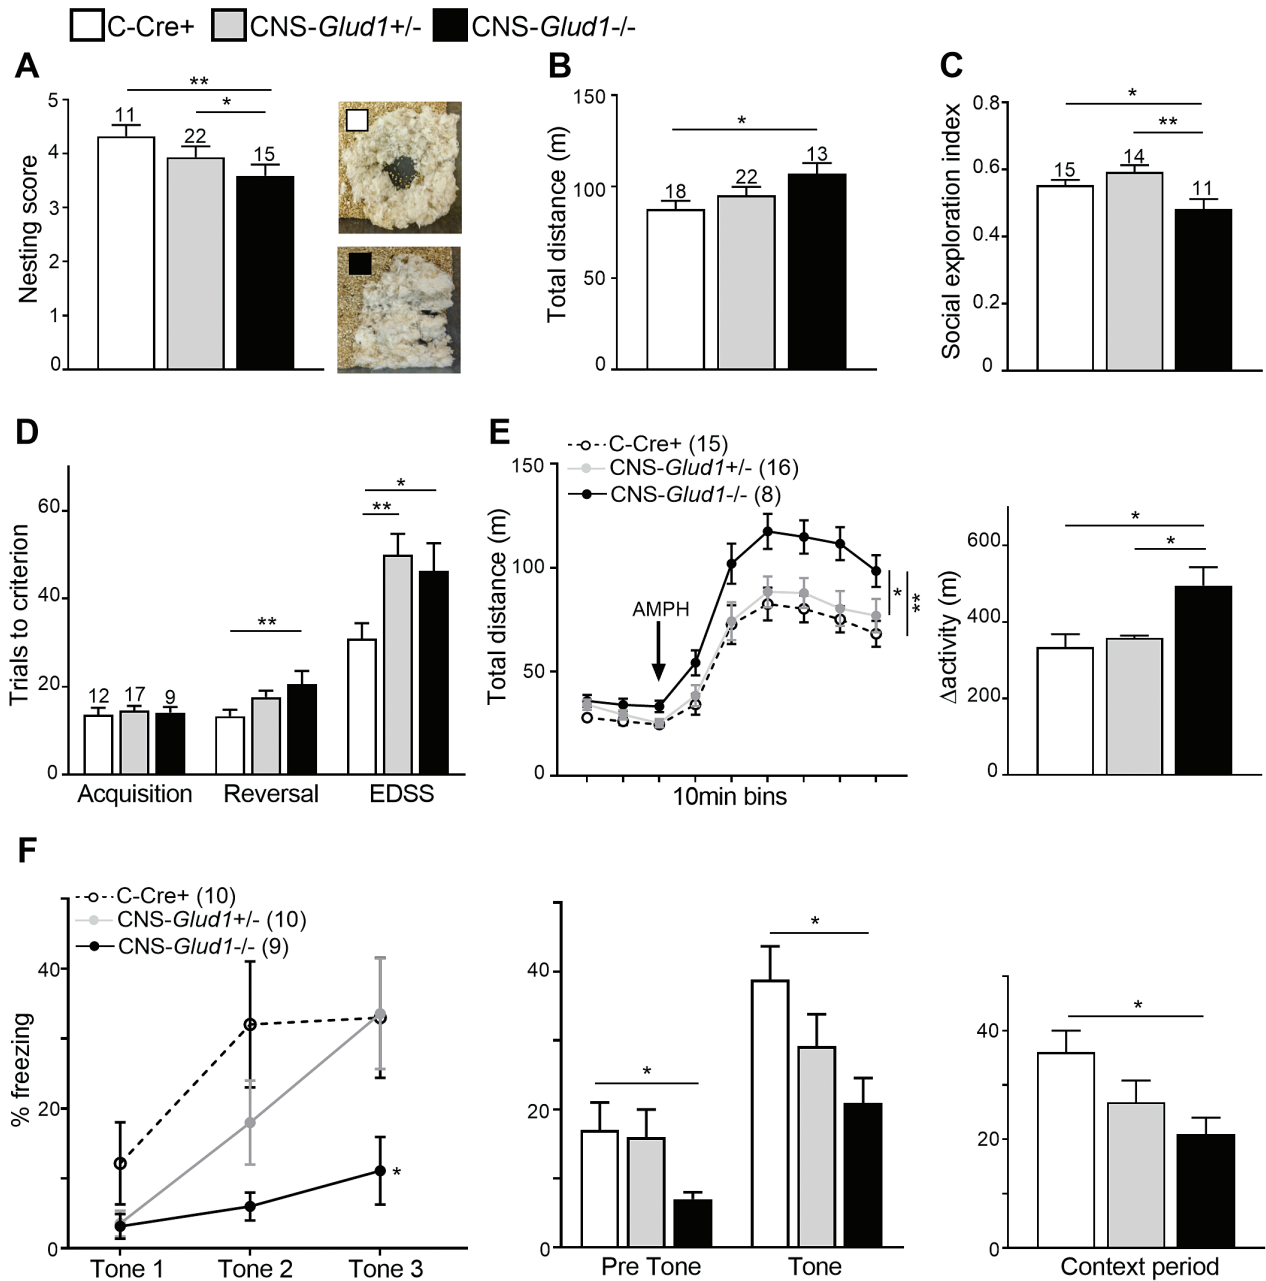 C-Cre+ CNS-Glud1+/- CNS-Glud1-/-
A
Nesting score
5
4
3
2
1
0
**
*
11
22
15
B
Total distance (m)
150
100
50
0
*
18
22
13
C
Social exploration index
0.8
0.6
0.4
0.2
0
*
**
15
14
11
D
Trials to criterion
60
40
20
0
12
17
9
**
**
*
Acquisition Reversal EDSS
E
C-Cre+ (15)
CNS-Glud1+/- (16)
CNS-Glud1-/- (8)
Total distance (m)
150
100
50
0
AMPH
*
**
10min bins
Δactivity (m)
600
400
200
0
*
*
F
C-Cre+ (10)
CNS-Glud1+/- (10)
CNS-Glud1-/- (9)
% freezing
40
20
0
*
Tone 1 Tone 2 Tone 3
40
20
0
*
*
Pre Tone Tone
40
20
0
*
Context period